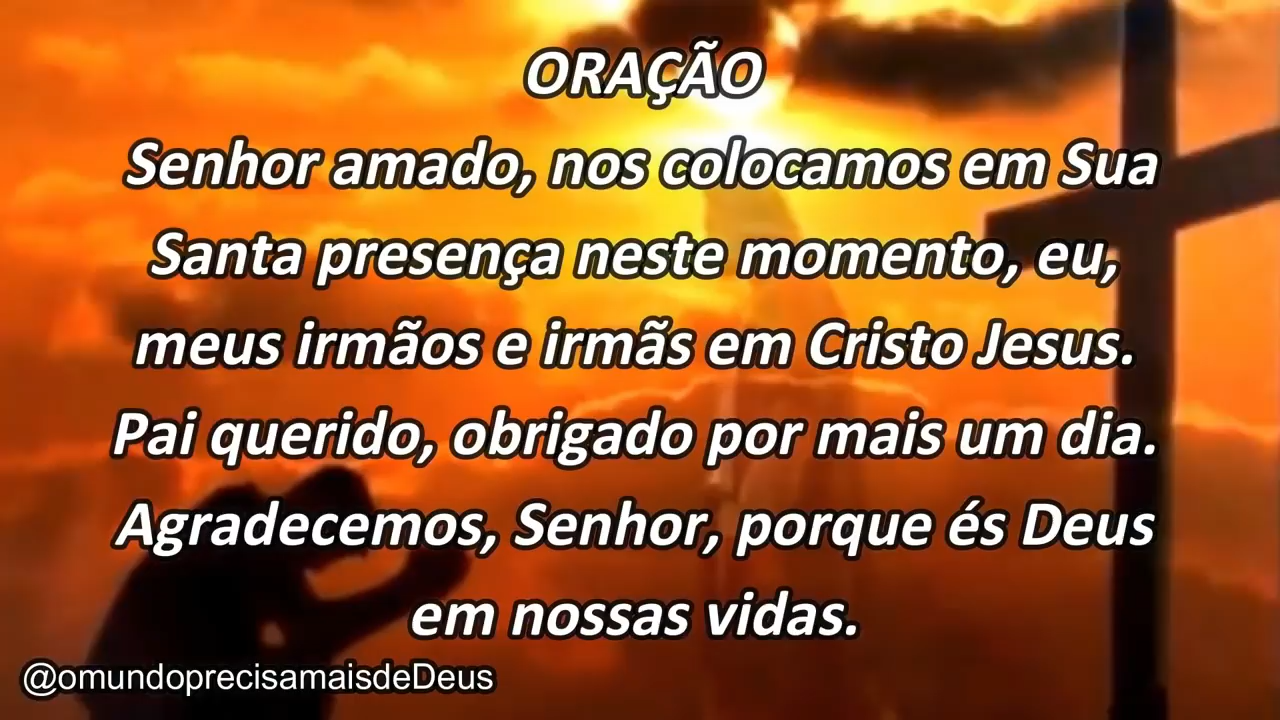 ORAÇÃO
Senhor amado, nos colocamos em Sua
Santa presença neste momento, eu,
meus irmãos e irmãs em Cristo Jesus.
Pai querido, obrigado por mais um dia.
Agradecemos, Senhor, porque és Deus
em nossas vidas.
@omundoprecisamaisdeDeus